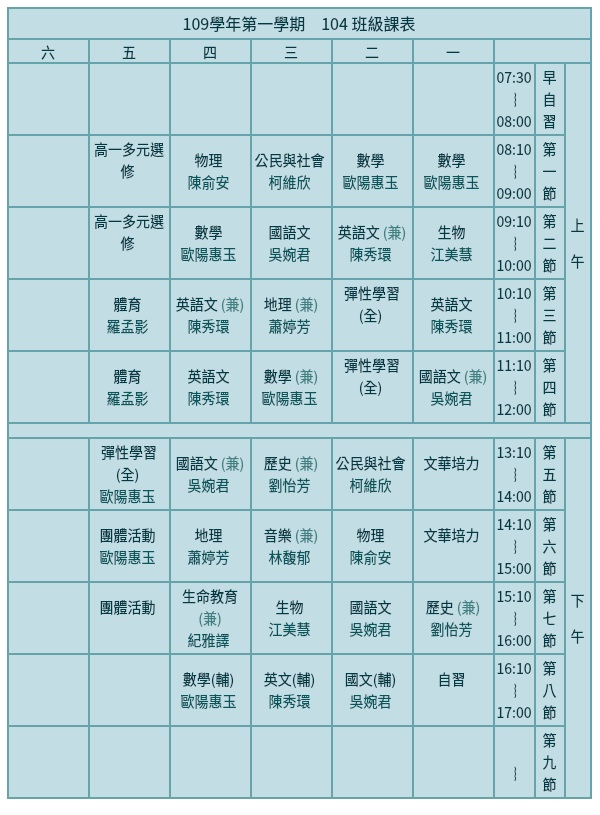 109學年第一學期 104 班級課表
六 五 四 三 二 一
07:30
～
08:00
早
自
習
高一多元選
修
物理
陳俞安
公民與社會
柯維欣
數學
歐陽惠玉
數學
歐陽惠玉
08:10
～
09:00
第
一
節
高一多元選
修
數學
歐陽惠玉
國語文
吳婉君
英語文 (兼)
陳秀環
生物
江美慧
09:10
～
10:00
第
二
節
上
午
體育
羅孟影
英語文 (兼)
陳秀環
地理 (兼)
蕭婷芳
彈性學習
(全)
英語文
陳秀環
10:10
～
11:00
第
三
節
體育
羅孟影
英語文
陳秀環
數學 (兼)
歐陽惠玉
彈性學習
(全)
國語文 (兼)
吳婉君
11:10
～
12:00
第
四
節
彈性學習
(全)
歐陽惠玉
國語文 (兼)
吳婉君
歷史 (兼)
劉怡芳
公民與社會
柯維欣
文華培力
13:10
～
14:00
第
五
節
團體活動
歐陽惠玉
地理
蕭婷芳
音樂 (兼)
林馥郁
物理
陳俞安
文華培力
14:10
～
15:00
第
六
節
團體活動
生命教育
(兼)
紀雅譯
生物
江美慧
國語文
吳婉君
歷史 (兼)
劉怡芳
15:10
～
16:00
第
七
節
下
午
數學(輔)
歐陽惠玉
英文(輔)
陳秀環
國文(輔)
吳婉君
自習
16:10
～
17:00
第
八
節
～
第
九
節